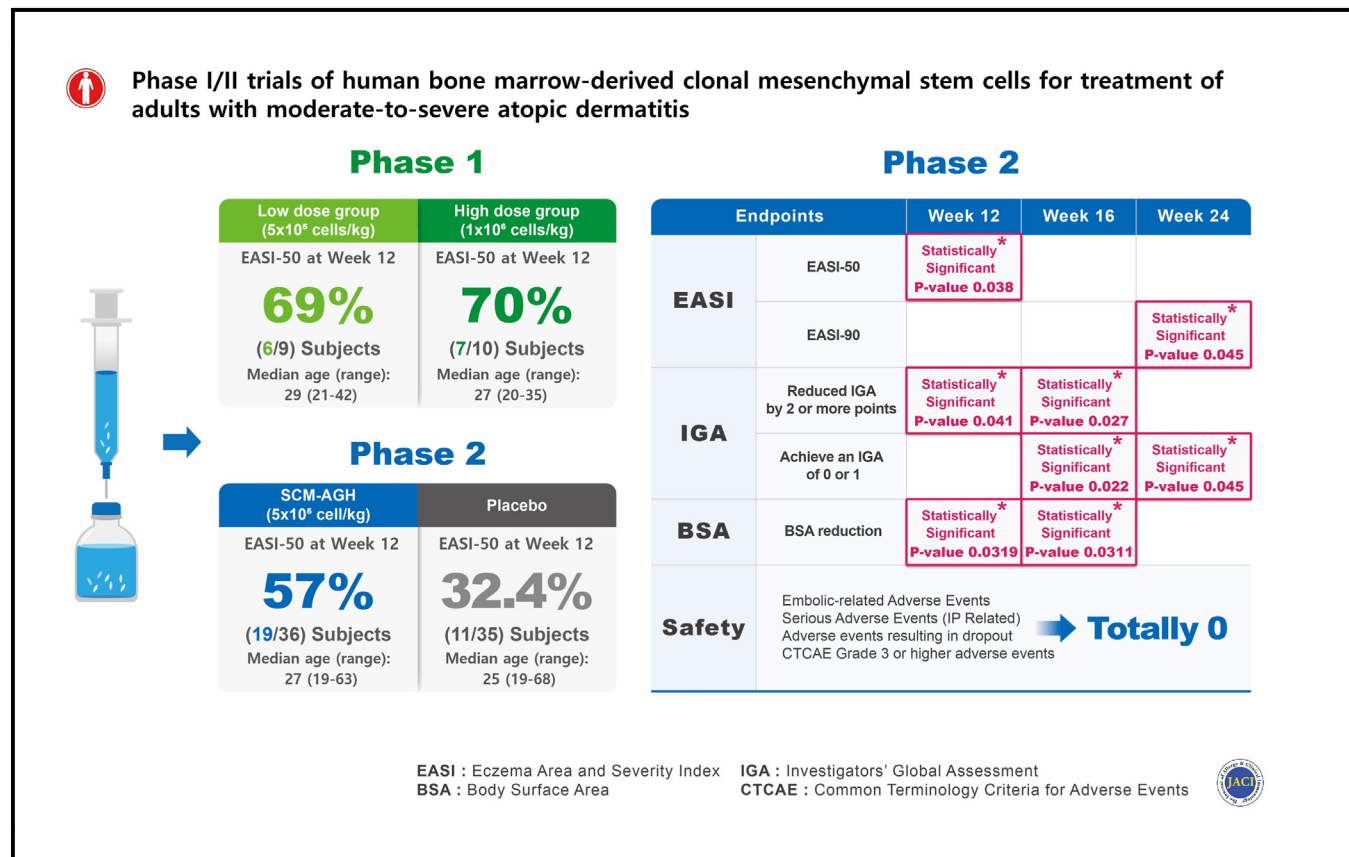 Phase I/II trials of human bone marrow-derived clonal mesenchymal stem cells for treatment of
adults with moderate-to-severe atopic dermatitis
Phase 1
Low dose group
(5x10⁵ cells/kg)
EASI-50 at Week 12
69%
(6/9) Subjects
Median age (range):
29 (21-42)
High dose group
(1x10⁶ cells/kg)
EASI-50 at Week 12
70%
(7/10) Subjects
Median age (range):
27 (20-35)
Phase 2
SCM-AGH
(5x10⁵ cell/kg)
EASI-50 at Week 12
57%
(19/36) Subjects
Median age (range):
27 (19-63)
Placebo
EASI-50 at Week 12
32.4%
(11/35) Subjects
Median age (range):
25 (19-68)
Phase 2
Endpoints Week 12 Week 16 Week 24
EASI
EASI-50
Statistically*
Significant
P-value 0.038
EASI-90
Statistically*
Significant
P-value 0.045
IGA
Reduced IGA
by 2 or more points
Statistically*
Significant
P-value 0.041
Statistically*
Significant
P-value 0.027
Achieve an IGA
of 0 or 1
Statistically*
Significant
P-value 0.022
Statistically*
Significant
P-value 0.045
BSA
BSA reduction
Statistically*
Significant
P-value 0.0319
Statistically*
Significant
P-value 0.0311
Safety
Embolic-related Adverse Events
Serious Adverse Events (IP Related)
Adverse events resulting in dropout
CTCAE Grade 3 or higher adverse events
Totally 0
EASI : Eczema Area and Severity Index IGA : Investigators' Global Assessment
BSA : Body Surface Area CTCAE : Common Terminology Criteria for Adverse Events
JACI